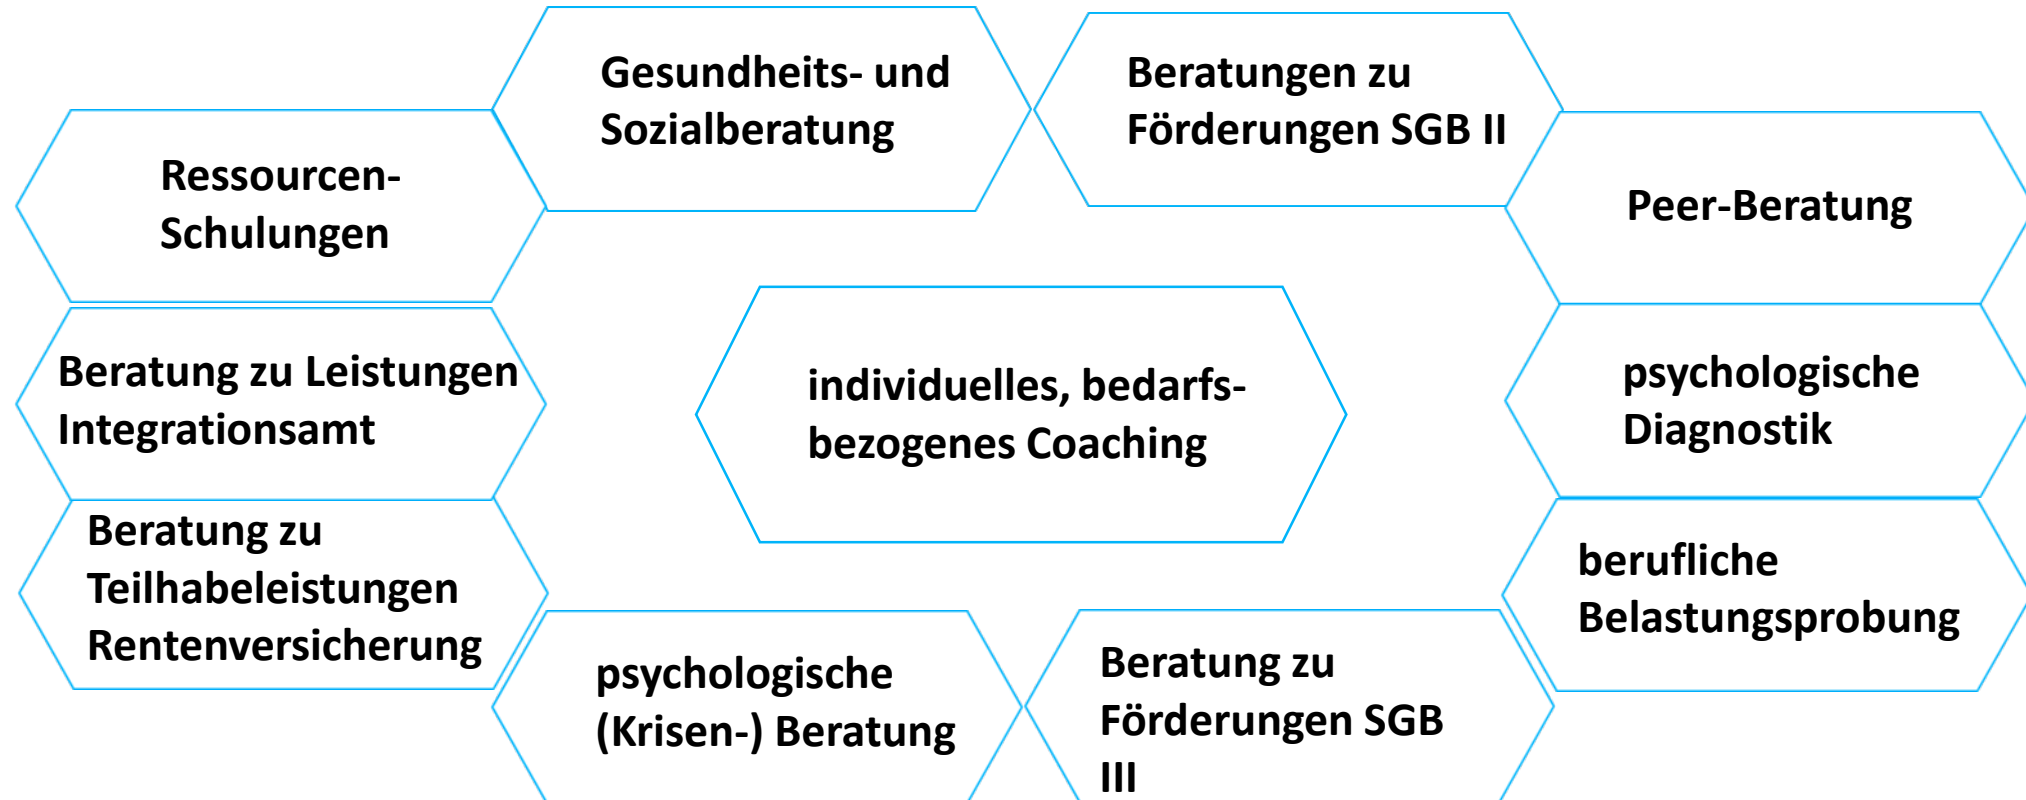 Gesundheits- und
Sozialberatung
Beratungen zu
Förderungen SGB II
Ressourcen-
Schulungen
Peer-Beratung
Beratung zu Leistungen
Integrationsamt
individuelles, bedarfs-
bezogenes Coaching
psychologische
Diagnostik
Beratung zu
Teilhabeleistungen
Rentenversicherung
berufliche
Belastungsprobung
psychologische
(Krisen-) Beratung
Beratung zu
Förderungen SGB
III